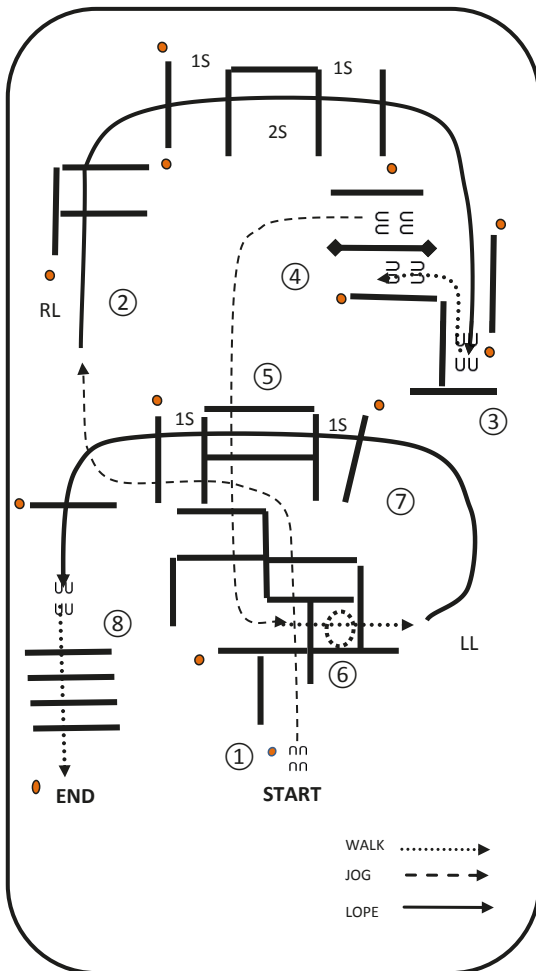 1S
1S
2S
④
RL
②
⑤
③
1S
1S
⑦
⑧
LL
⑥
①
END
START
WALK
JOG
LOPE